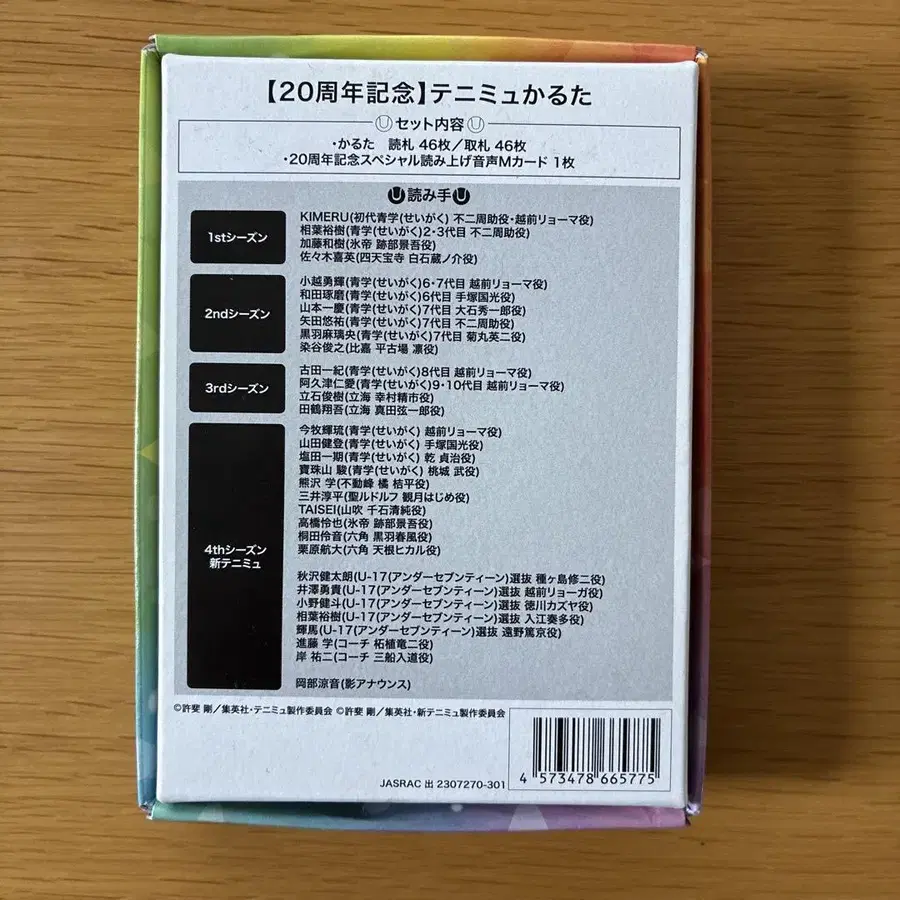 【20周年記念】テニミュかるた
セット内容
・かるた　読札 46枚／取札 46枚
・20周年記念スペシャル読み上げ音声Mカード 1枚
読み手
1stシーズン
KIMERU(初代青学(せいがく) 不二周助役・越前リョーマ役)
相葉裕樹(青学(せいがく)2・3代目 不二周助役)
加藤和樹(氷帝 跡部景吾役)
佐々木喜英(四天宝寺 白石蔵ノ介役)
2ndシーズン
小越勇輝(青学(せいがく)6・7代目 越前リョーマ役)
和田琢磨(青学(せいがく)6代目 手塚国光役)
山本一慶(青学(せいがく)7代目 大石秀一郎役)
矢田悠祐(青学(せいがく)7代目 不二周助役)
黒羽麻璃央(青学(せいがく)7代目 菊丸英二役)
染谷俊之(比嘉 平古場 凛役)
3rdシーズン
古田一紀(青学(せいがく)8代目 越前リョーマ役)
阿久津仁愛(青学(せいがく)9・10代目 越前リョーマ役)
立石俊樹(立海 幸村精市役)
田鶴翔吾(立海 真田弦一郎役)
4thシーズン
新テニミュ
今牧輝琉(青学(せいがく) 越前リョーマ役)
山田健登(青学(せいがく) 手塚国光役)
塩田一期(青学(せいがく) 乾 貞治役)
寶珠山 駿(青学(せいがく) 桃城 武役)
熊沢 学(不動峰 橘 桔平役)
三井淳平(聖ルドルフ 観月はじめ役)
TAISEI(山吹 千石清純役)
高橋怜也(氷帝 跡部景吾役)
桐田伶音(六角 黒羽春風役)
栗原航大(六角 天根ヒカル役)
秋沢健太朗(U-17(アンダーセブンティーン)選抜 種ヶ島修二役)
井澤勇貴(U-17(アンダーセブンティーン)選抜 越前リョーガ役)
小野健斗(U-17(アンダーセブンティーン)選抜 徳川カズヤ役)
相葉裕樹(U-17(アンダーセブンティーン)選抜 入江奏多役)
輝馬(U-17(アンダーセブンティーン)選抜 遠野篤京役)
進藤 学(コーチ 柘植竜二役)
岸 祐二(コーチ 三船入道役)
岡部涼音(影アナウンス)
©許斐 剛／集英社・テニミュ製作委員会 ©許斐 剛／集英社・新テニミュ製作委員会
JASRAC 出 2307270-301
4 573478 665775